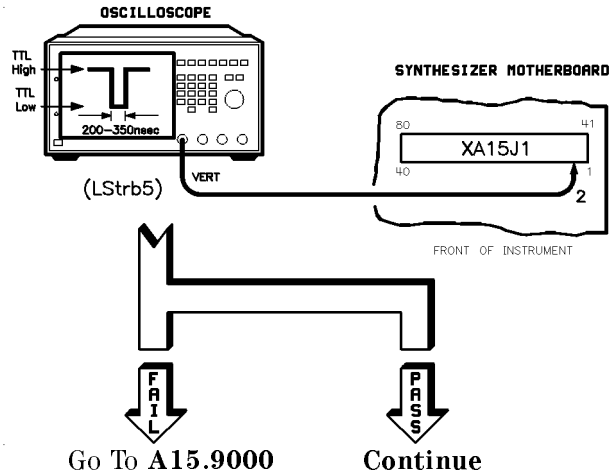 OSCILLOSCOPE
TTL
High
TTL
Low
200-350nsec
(LStrb5)
VERT
SYNTHESIZER MOTHERBOARD
80
41
XA15J1
40
1
2
FRONT OF INSTRUMENT
FAIL
PASS
Go To A15.9000
Continue